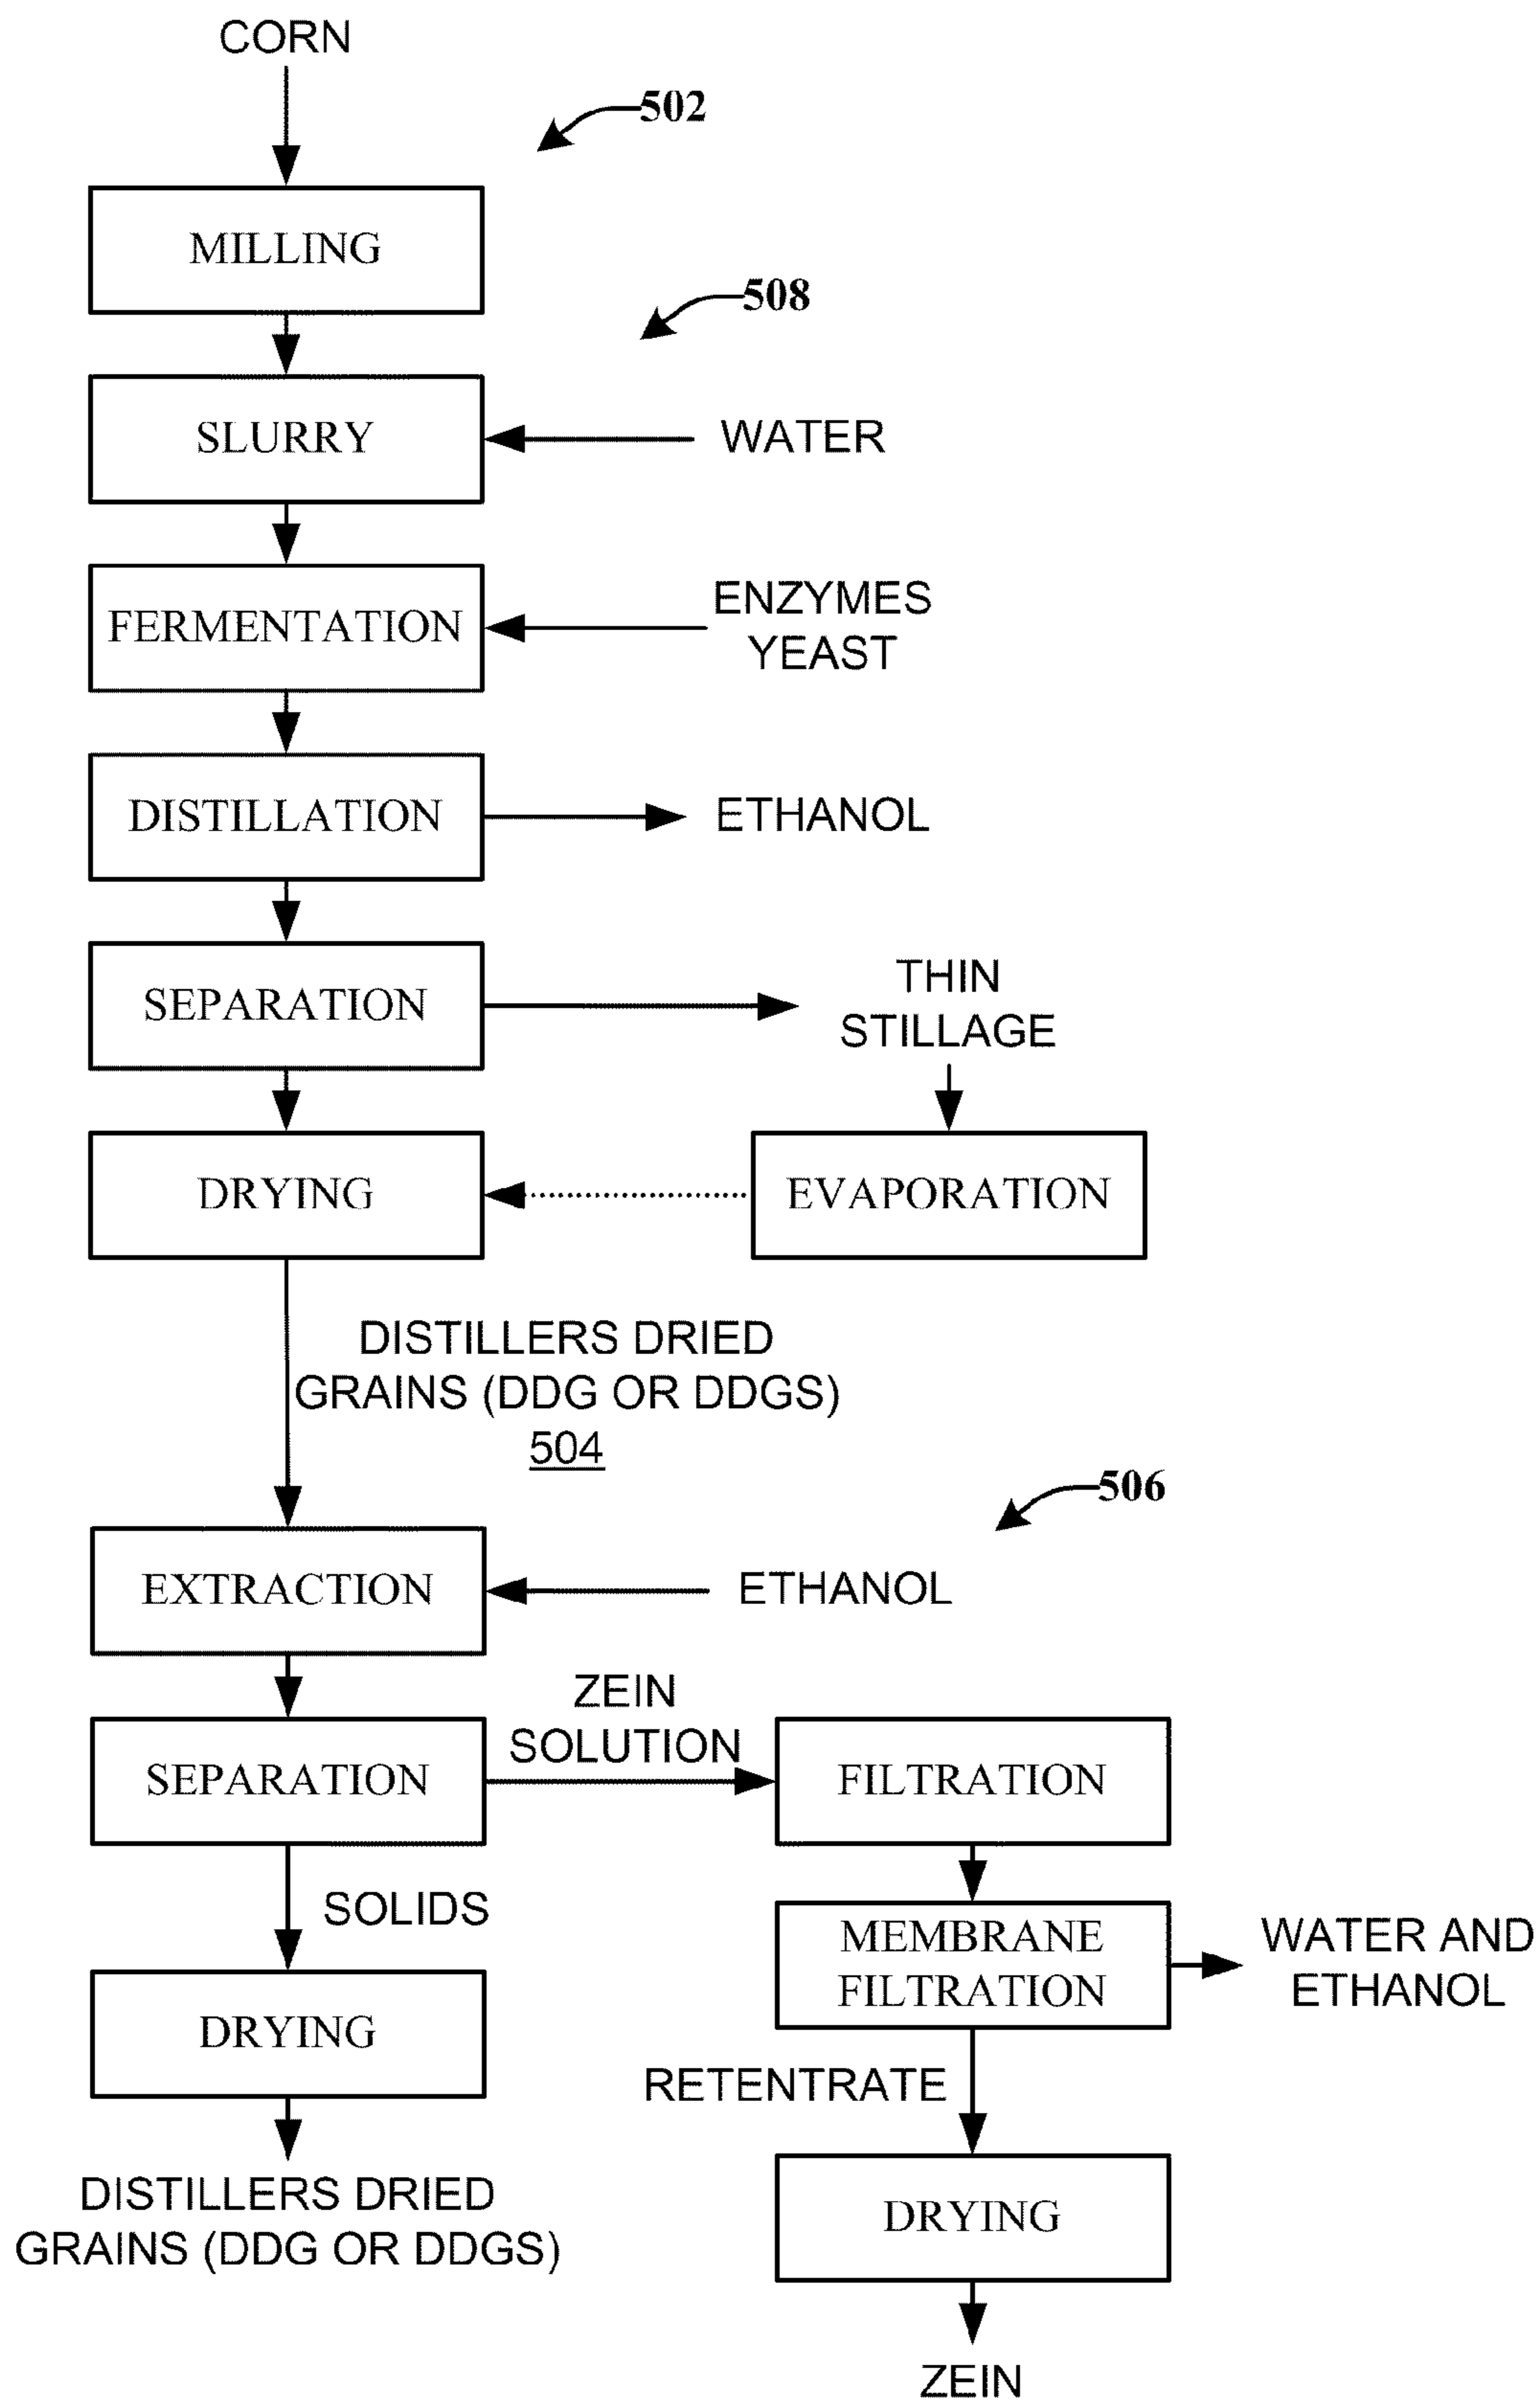 CORN
502
MILLING
508
SLURRY
WATER
FERMENTATION
ENZYMES
YEAST
DISTILLATION
ETHANOL
SEPARATION
THIN
STILLAGE
DRYING
EVAPORATION
DISTILLERS DRIED
GRAINS (DDG OR DDGS)
504
506
EXTRACTION
ETHANOL
SEPARATION
ZEIN
SOLUTION
FILTRATION
SOLIDS
MEMBRANE
FILTRATION
WATER AND
ETHANOL
DRYING
RETENTRATE
DISTILLERS DRIED
GRAINS (DDG OR DDGS)
DRYING
ZEIN